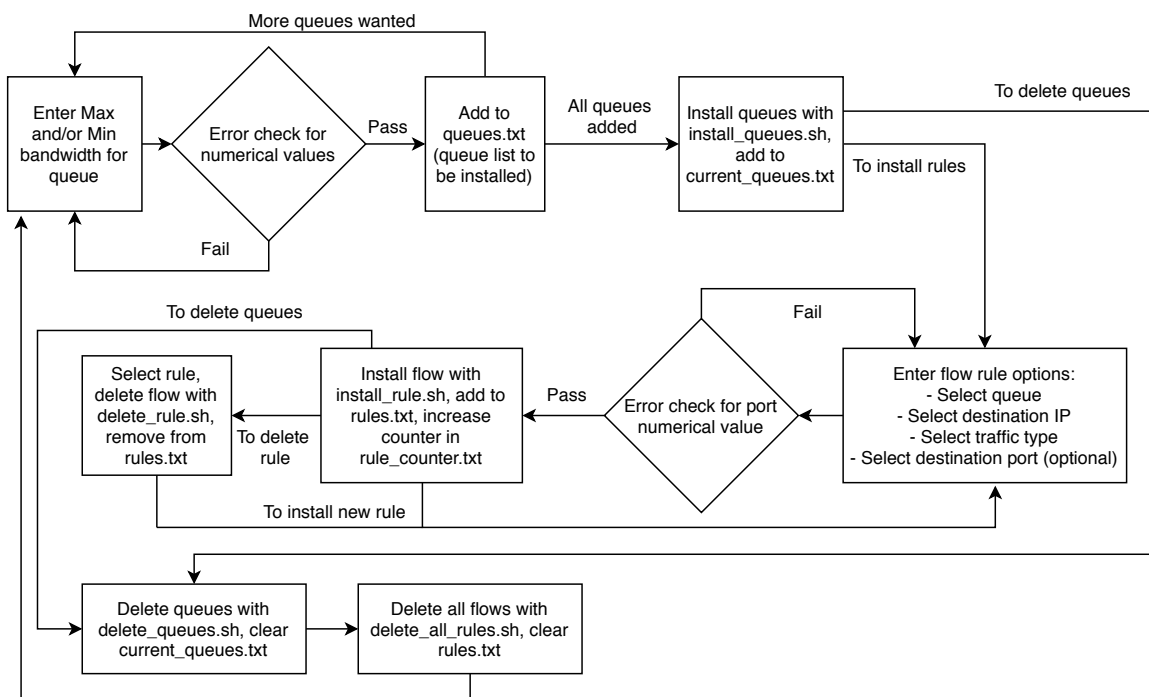 More queues wanted
To delete queues
Enter Max
and/or Min
bandwidth for
queue
Error check for
numerical values
Pass
Add to
queues.txt
(queue list to
be installed)
All queues
added
Install queues with
install_queues.sh,
add to
current_queues.txt
To install rules
Fail
To delete queues
Fail
Select rule,
delete flow with
delete_rule.sh,
remove from
rules.txt
To delete
rule
Install flow with
install_rule.sh, add to
rules.txt, increase
counter in
rule_counter.txt
Pass
Error check for port
numerical value
Enter flow rule options:
- Select queue
- Select destination IP
- Select traffic type
- Select destination port (optional)
To install new rule
Delete queues with
delete_queues.sh, clear
current_queues.txt
Delete all flows with
delete_all_rules.sh, clear
rules.txt